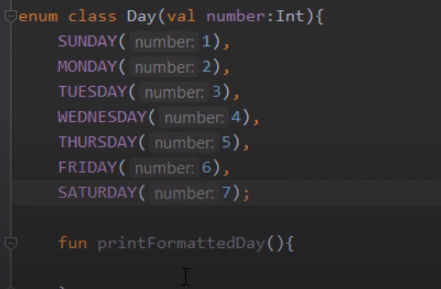 enum class Day(val number:Int){
SUNDAY( number: 1),
MONDAY( number: 2),
TUESDAY( number: 3),
WEDNESDAY( number: 4),
THURSDAY( number: 5),
FRIDAY( number: 6),
SATURDAY( number: 7);
fun printFormattedDay(){